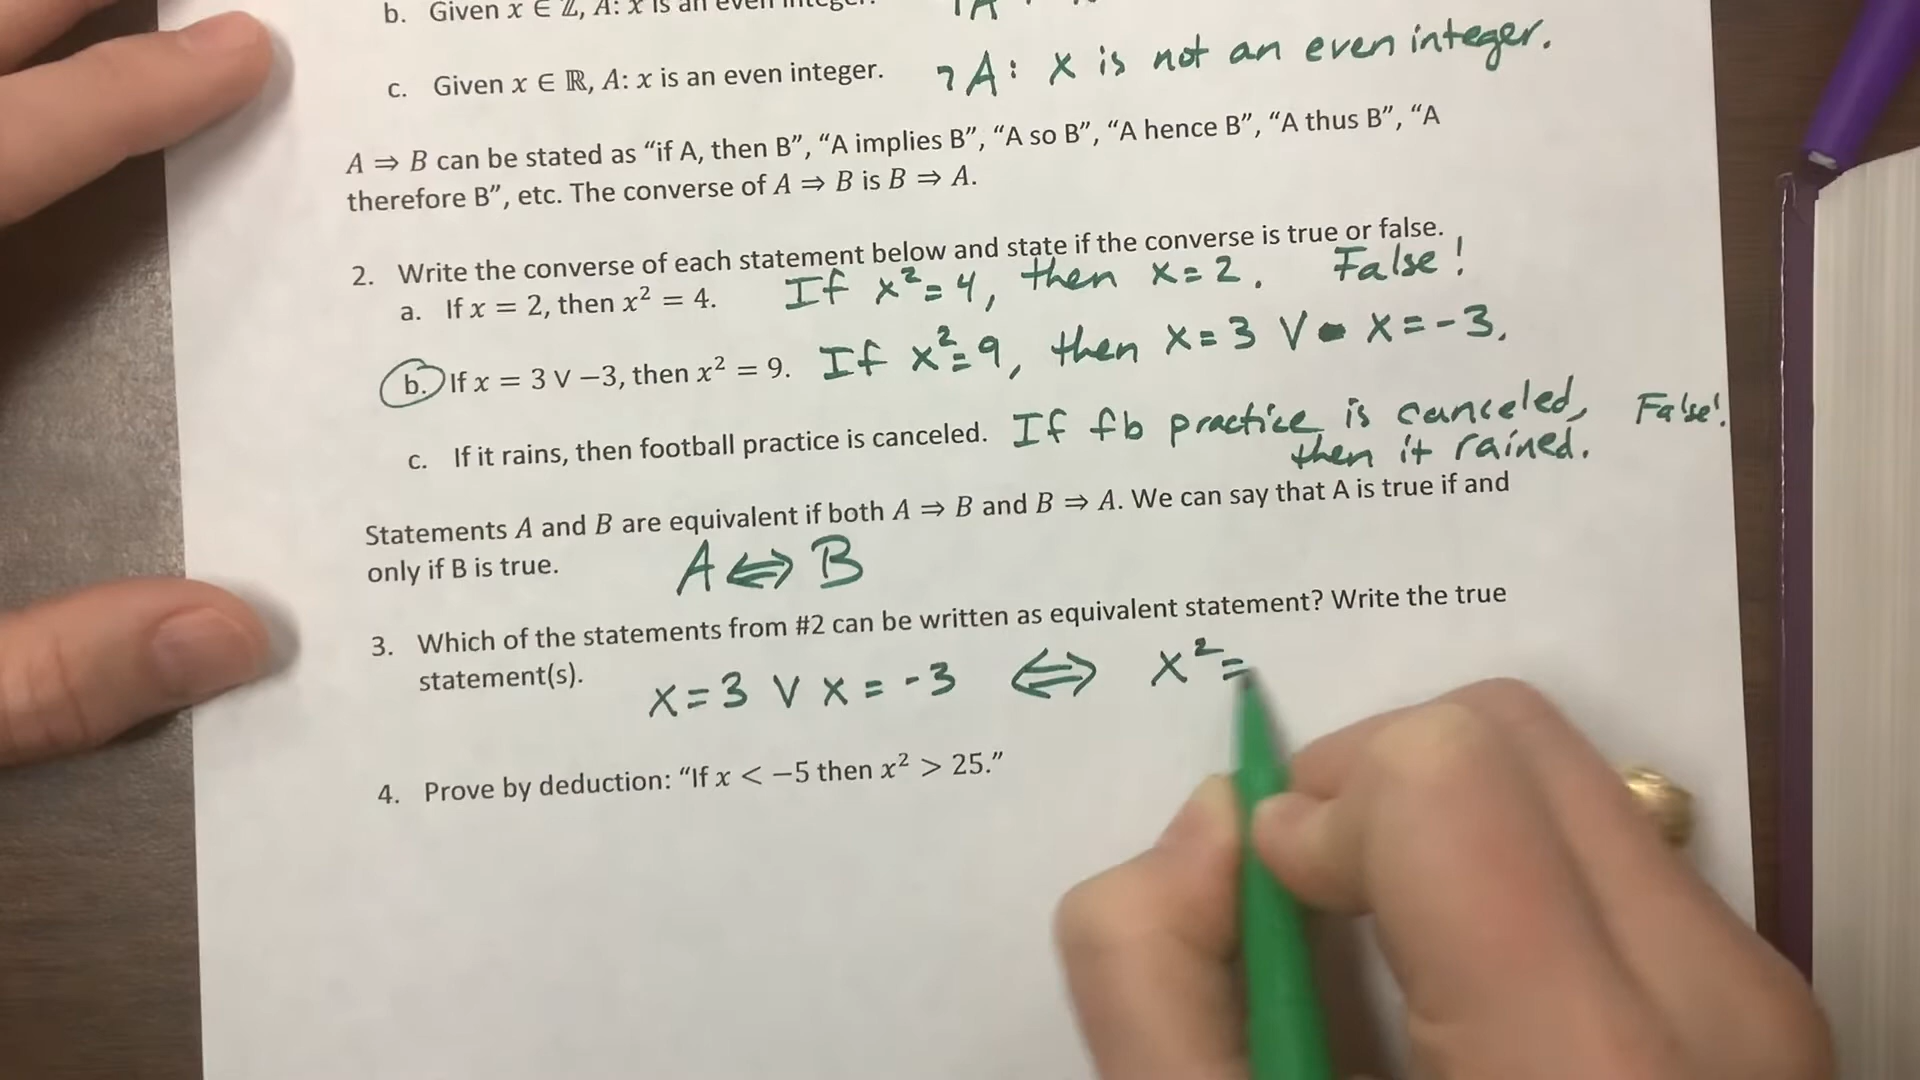 b. Given x ∈ ℤ, A: x is an even integer. ¬A:
c. Given x ∈ ℝ, A: x is an even integer. ¬A: x is not an even integer.
A ⇒ B can be stated as “if A, then B”, “A implies B”, “A so B”, “A hence B”, “A thus B”, “A
therefore B”, etc. The converse of A ⇒ B is B ⇒ A.
2. Write the converse of each statement below and state if the converse is true or false.
a. If x = 2, then x² = 4. If x² = 4, then x = 2. False!
b. If x = 3 ∨ −3, then x² = 9. If x² = 9, then x = 3 ∨ x = -3.
c. If it rains, then football practice is canceled. If fb practice is canceled, False!
then it rained.
Statements A and B are equivalent if both A ⇒ B and B ⇒ A. We can say that A is true if and
only if B is true. A ⟺ B
3. Which of the statements from #2 can be written as equivalent statement? Write the true
statement(s). x = 3 ∨ x = -3 ⟺ x² =
4. Prove by deduction: “If x < −5 then x² > 25.”